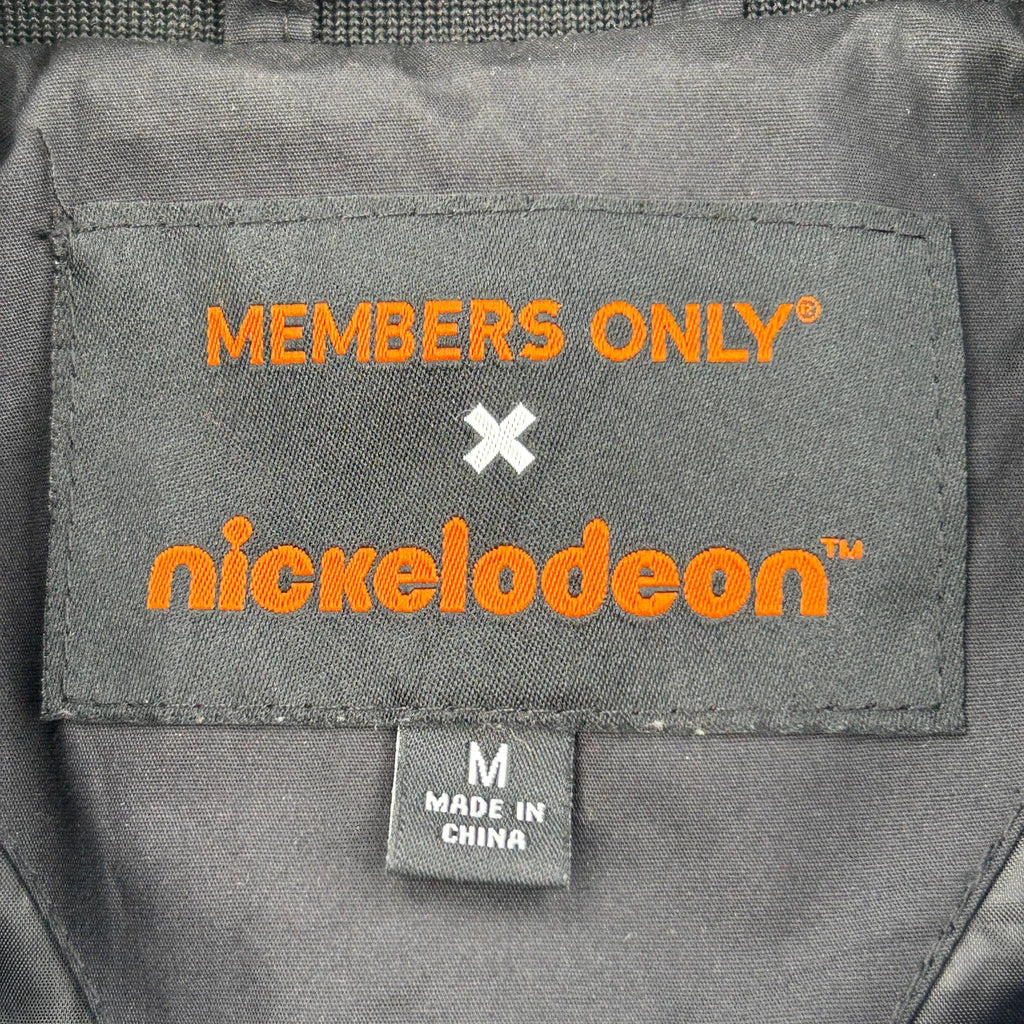 MEMBERS ONLY®
X
nickelodeon™
M
MADE IN
CHINA